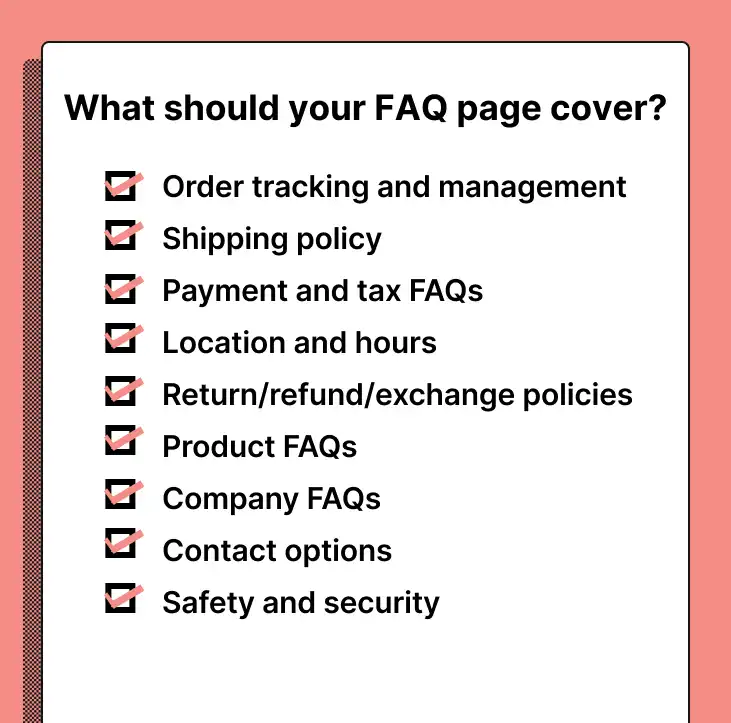 What should your FAQ page cover?
Order tracking and management
Shipping policy
Payment and tax FAQs
Location and hours
Return/refund/exchange policies
Product FAQs
Company FAQs
Contact options
Safety and security